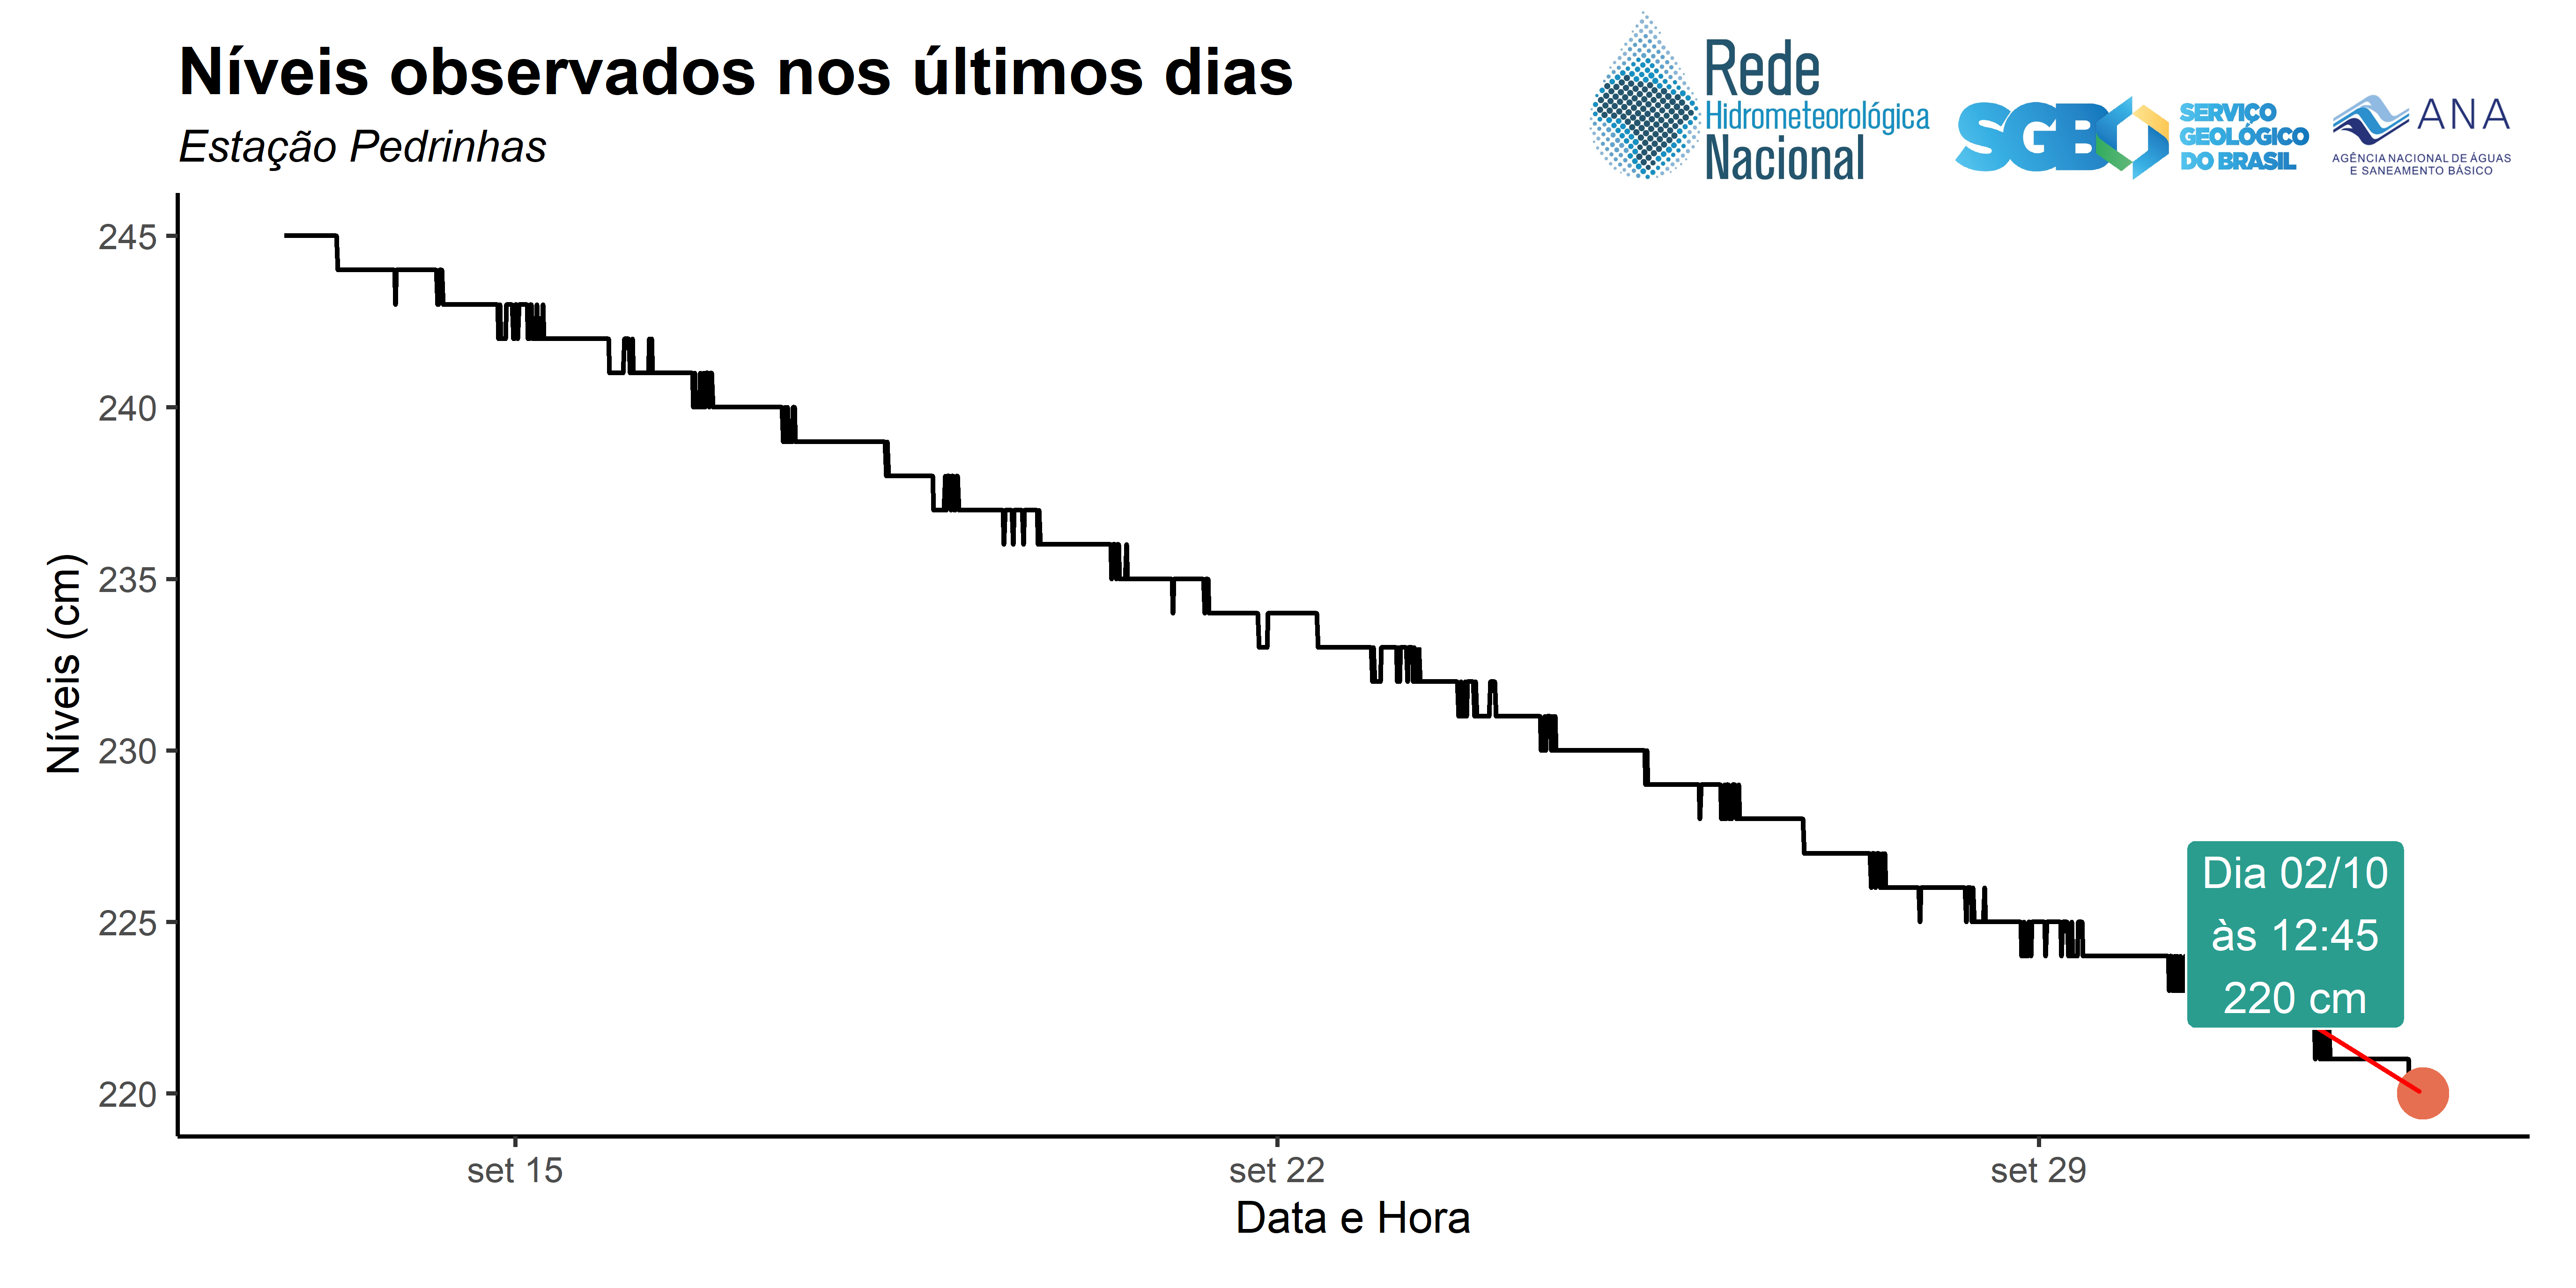 Níveis observados nos últimos dias
Estação Pedrinhas
Rede
Hidrometeorológica
Nacional
SGB
SERVIÇO
GEOLÓGICO
DO BRASIL
ANA
AGÊNCIA NACIONAL DE ÁGUAS
E SANEAMENTO BÁSICO
245
240
235
230
225
220
Níveis (cm)
Dia 02/10
às 12:45
220 cm
set 15
set 22
set 29
Data e Hora